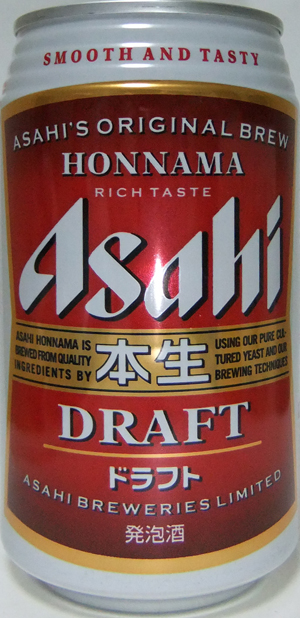 SMOOTH AND TASTY
ASAHI'S ORIGINAL BREW
HONNAMA
RICH TASTE
Asahi
ASAHI HONNAMA IS
BREWED FROM QUALITY
INGREDIENTS BY
本生
USING OUR PURE CUL-
TURED YEAST AND OUR
BREWING TECHNIQUES
DRAFT
ドラフト
ASAHI BREWERIES LIMITED
発泡酒